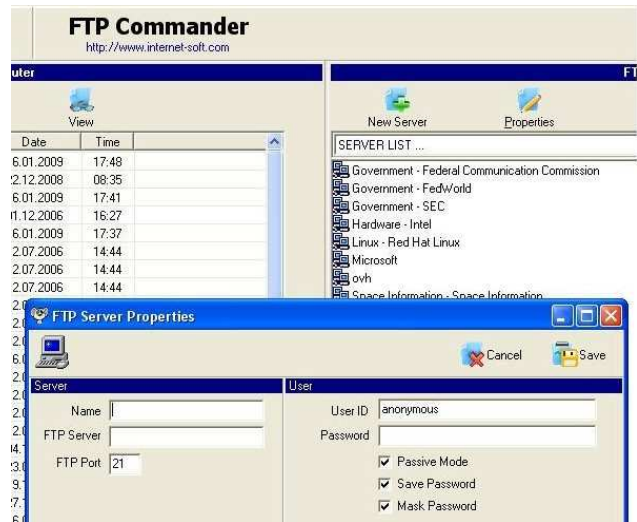 FTP Commander
http://www.internet-soft.com
uter
FT
View
New Server
Properties
Date
Time
SERVER LIST ...
6.01.2009 17:48
2.12.2008 08:35
6.01.2009 17:41
1.12.2006 16:27
6.01.2009 17:37
2.07.2006 14:44
2.07.2006 14:44
2.07.2006 14:44
Government - Federal Communication Commission
Government - FedWorld
Government - SEC
Hardware - Intel
Linux - Red Hat Linux
Microsoft
ovh
Space Information - Space Information
FTP Server Properties
Cancel
Save
Server
Name
FTP Server
FTP Port 21
User
User ID anonymous
Password
Passive Mode
Save Password
Mask Password